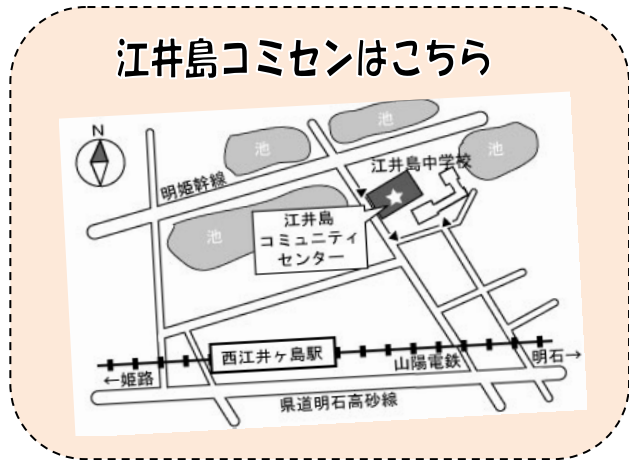 江井島コミセンはこちら
N
池
池
池
江井島中学校
明姫幹線
池
江井島
コミュニティ
センター
西江井ヶ島駅
山陽電鉄
明石→
←姫路
県道明石高砂線